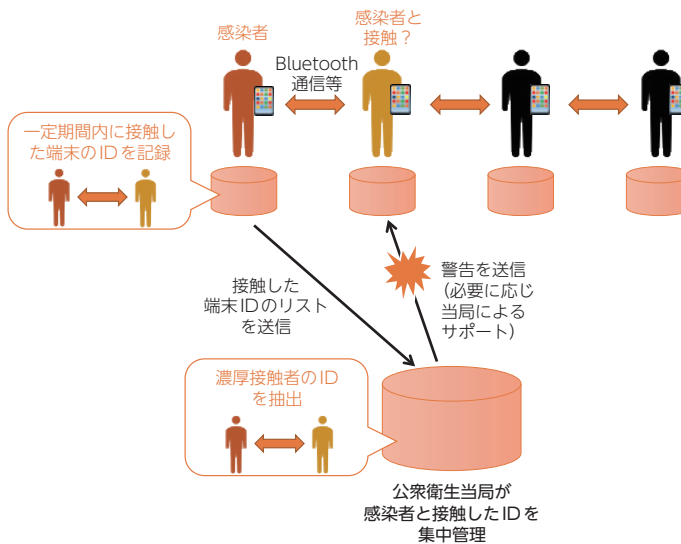 感染者
感染者と
接触？
Bluetooth
通信等
一定期間内に接触し
た端末のIDを記録
接触した
端末IDのリスト
を送信
警告を送信
（必要に応じ
当局による
サポート）
濃厚接触者のID
を抽出
公衆衛生当局が
感染者と接触したIDを
集中管理